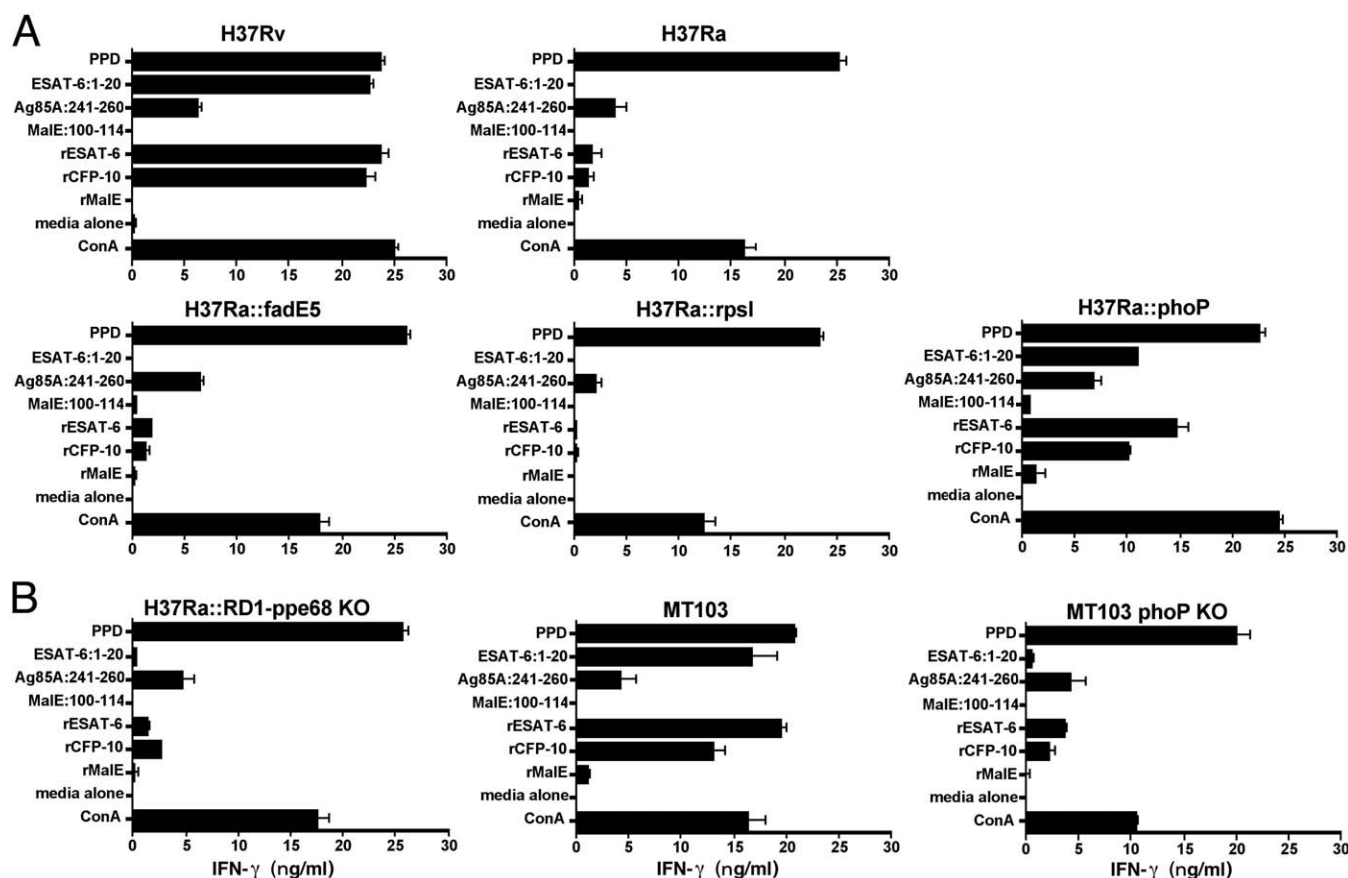 A
H37Rv
PPD
ESAT-6:1-20
Ag85A:241-260
MalE:100-114
rESAT-6
rCFP-10
rMalE
media alone
ConA
0 5 10 15 20 25 30
H37Ra
PPD
ESAT-6:1-20
Ag85A:241-260
MalE:100-114
rESAT-6
rCFP-10
rMalE
media alone
ConA
0 5 10 15 20 25 30
H37Ra::fadE5
PPD
ESAT-6:1-20
Ag85A:241-260
MalE:100-114
rESAT-6
rCFP-10
rMalE
media alone
ConA
0 5 10 15 20 25 30
H37Ra::rpsl
PPD
ESAT-6:1-20
Ag85A:241-260
MalE:100-114
rESAT-6
rCFP-10
rMalE
media alone
ConA
0 5 10 15 20 25 30
H37Ra::phoP
PPD
ESAT-6:1-20
Ag85A:241-260
MalE:100-114
rESAT-6
rCFP-10
rMalE
media alone
ConA
0 5 10 15 20 25 30
B
H37Ra::RD1-ppe68 KO
PPD
ESAT-6:1-20
Ag85A:241-260
MalE:100-114
rESAT-6
rCFP-10
rMalE
media alone
ConA
0 5 10 15 20 25 30
IFN-γ (ng/ml)
MT103
PPD
ESAT-6:1-20
Ag85A:241-260
MalE:100-114
rESAT-6
rCFP-10
rMalE
media alone
ConA
0 5 10 15 20 25 30
IFN-γ (ng/ml)
MT103 phoP KO
PPD
ESAT-6:1-20
Ag85A:241-260
MalE:100-114
rESAT-6
rCFP-10
rMalE
media alone
ConA
0 5 10 15 20 25 30
IFN-γ (ng/ml)